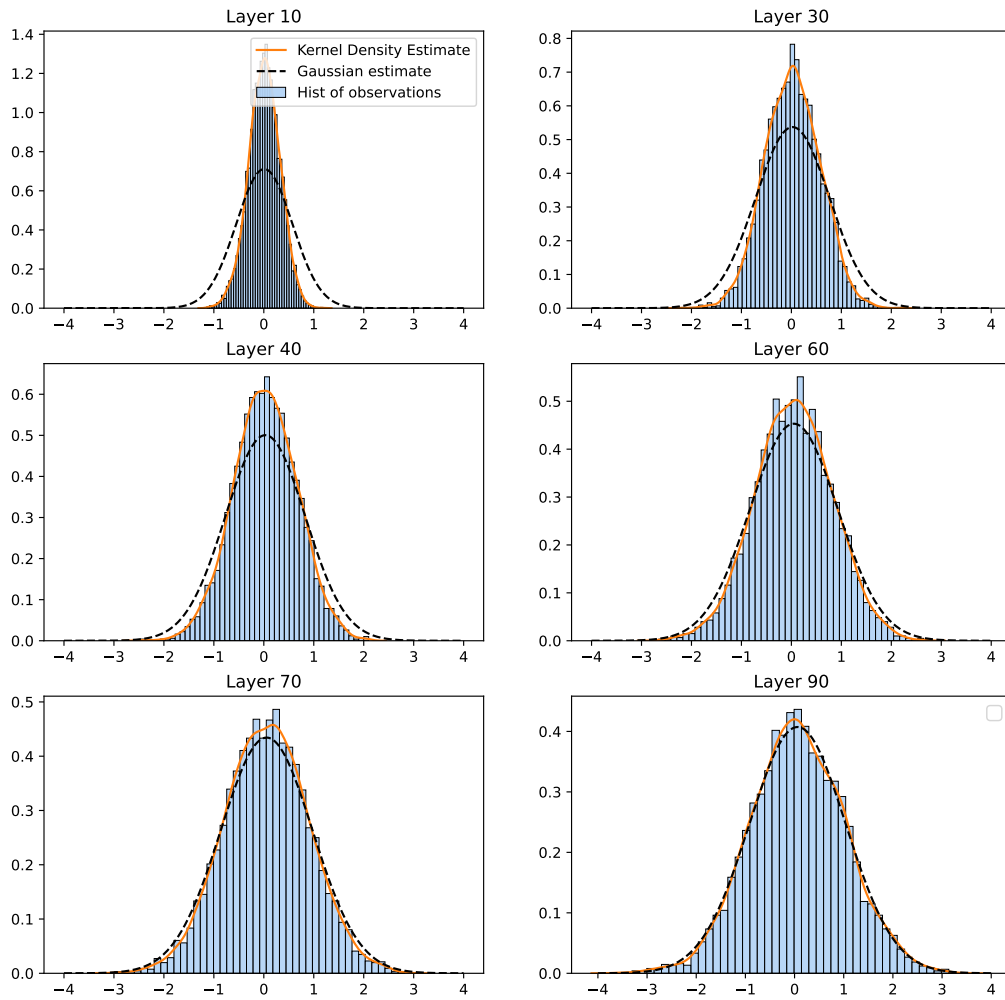 Layer 10
1.4
1.2
1.0
0.8
0.6
0.4
0.2
0.0
Kernel Density Estimate
Gaussian estimate
Hist of observations
−4 −3 −2 −1 0 1 2 3 4
Layer 30
0.8
0.7
0.6
0.5
0.4
0.3
0.2
0.1
0.0
−4 −3 −2 −1 0 1 2 3 4
Layer 40
0.6
0.5
0.4
0.3
0.2
0.1
0.0
−4 −3 −2 −1 0 1 2 3 4
Layer 60
0.5
0.4
0.3
0.2
0.1
0.0
−4 −3 −2 −1 0 1 2 3 4
Layer 70
0.5
0.4
0.3
0.2
0.1
0.0
−4 −3 −2 −1 0 1 2 3 4
Layer 90
0.4
0.3
0.2
0.1
0.0
−4 −3 −2 −1 0 1 2 3 4